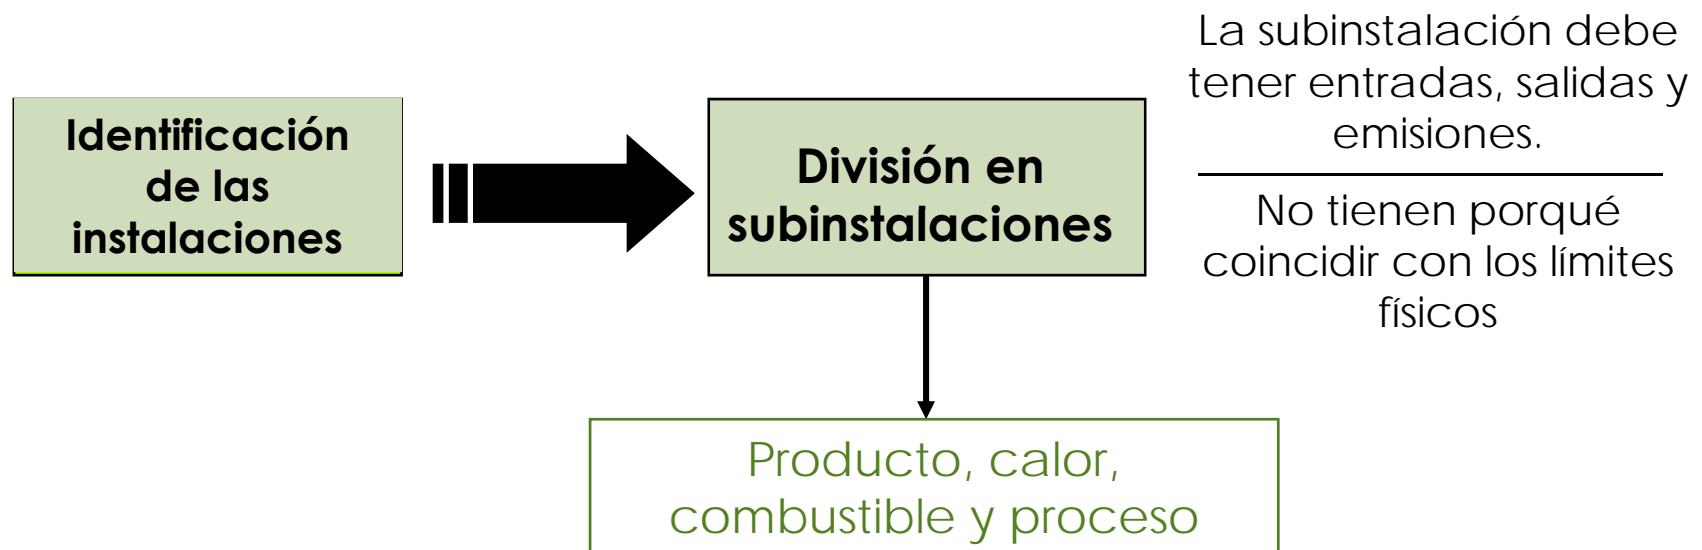 Identificación
de las
instalaciones
División en
subinstalaciones
La subinstalación debe
tener entradas, salidas y
emisiones.
No tienen porqué
coincidir con los límites
físicos
Producto, calor,
combustible y proceso